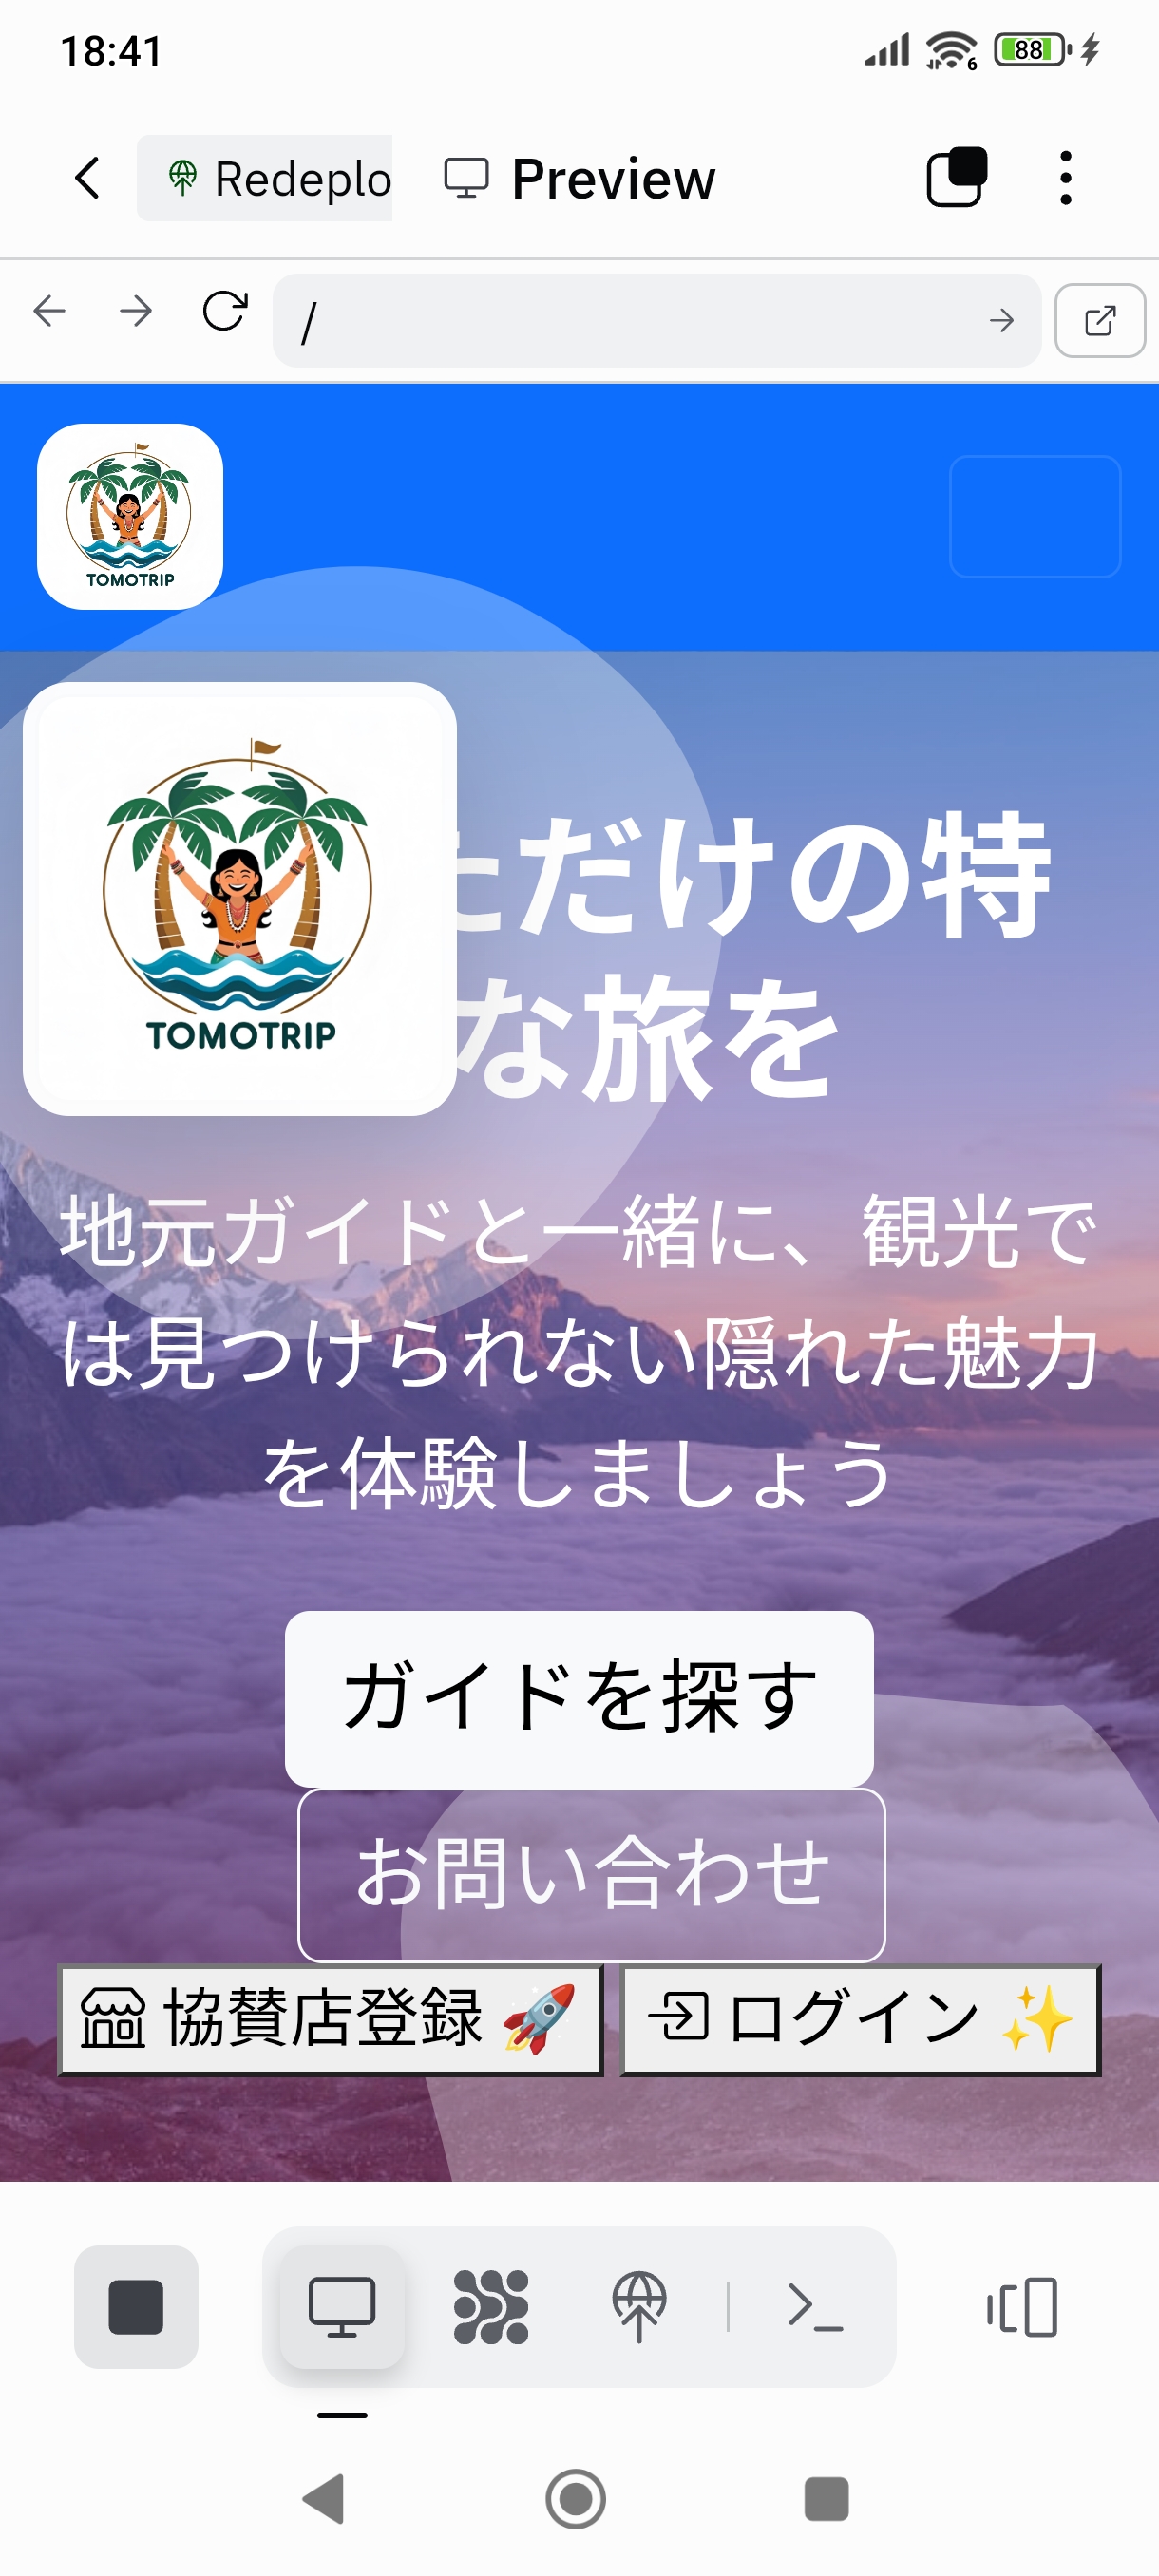 18:41
6
88
Redeplo
Preview
/
TOMOTRIP
TOMOTRIP
ただけの特
な旅を
地元ガイドと一緒に、観光で
は見つけられない隠れた魅力
を体験しましょう
ガイドを探す
お問い合わせ
協賛店登録 🚀
ログイン ✨